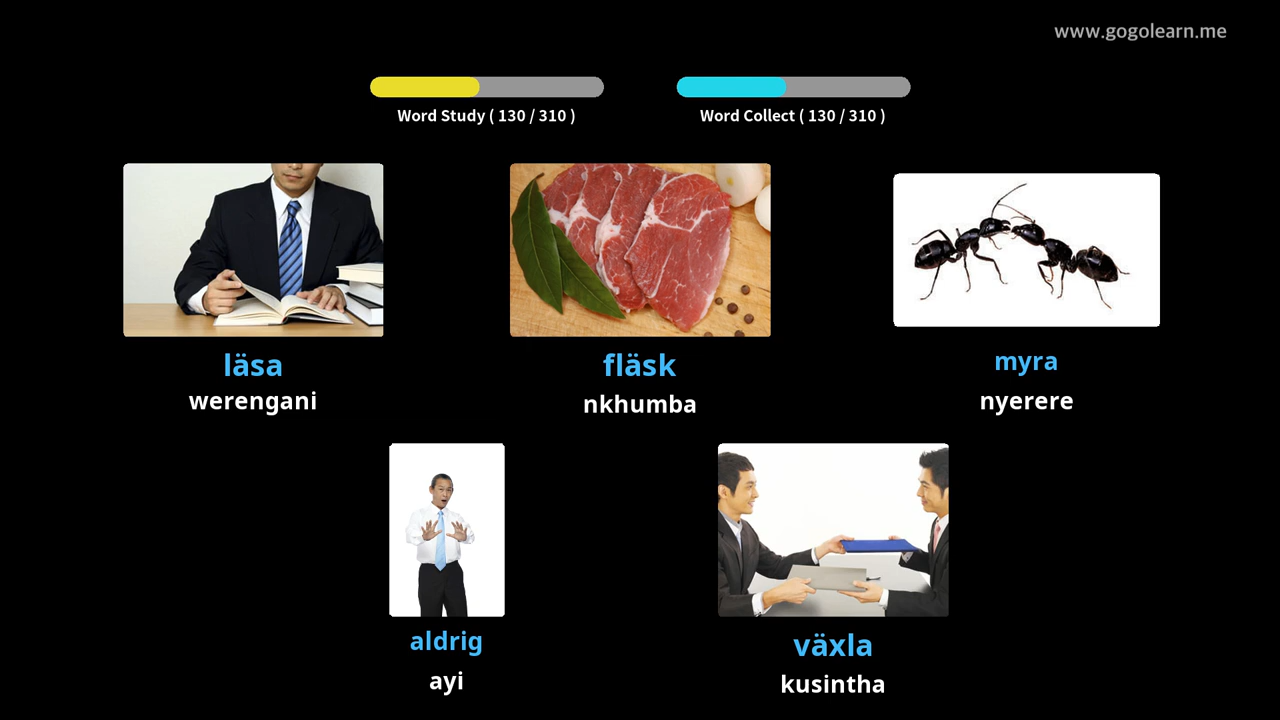 www.gogolearn.me
Word Study ( 130 / 310 )
Word Collect ( 130 / 310 )
läsa
werengani
fläsk
nkhumba
myra
nyerere
aldrig
ayi
växla
kusintha